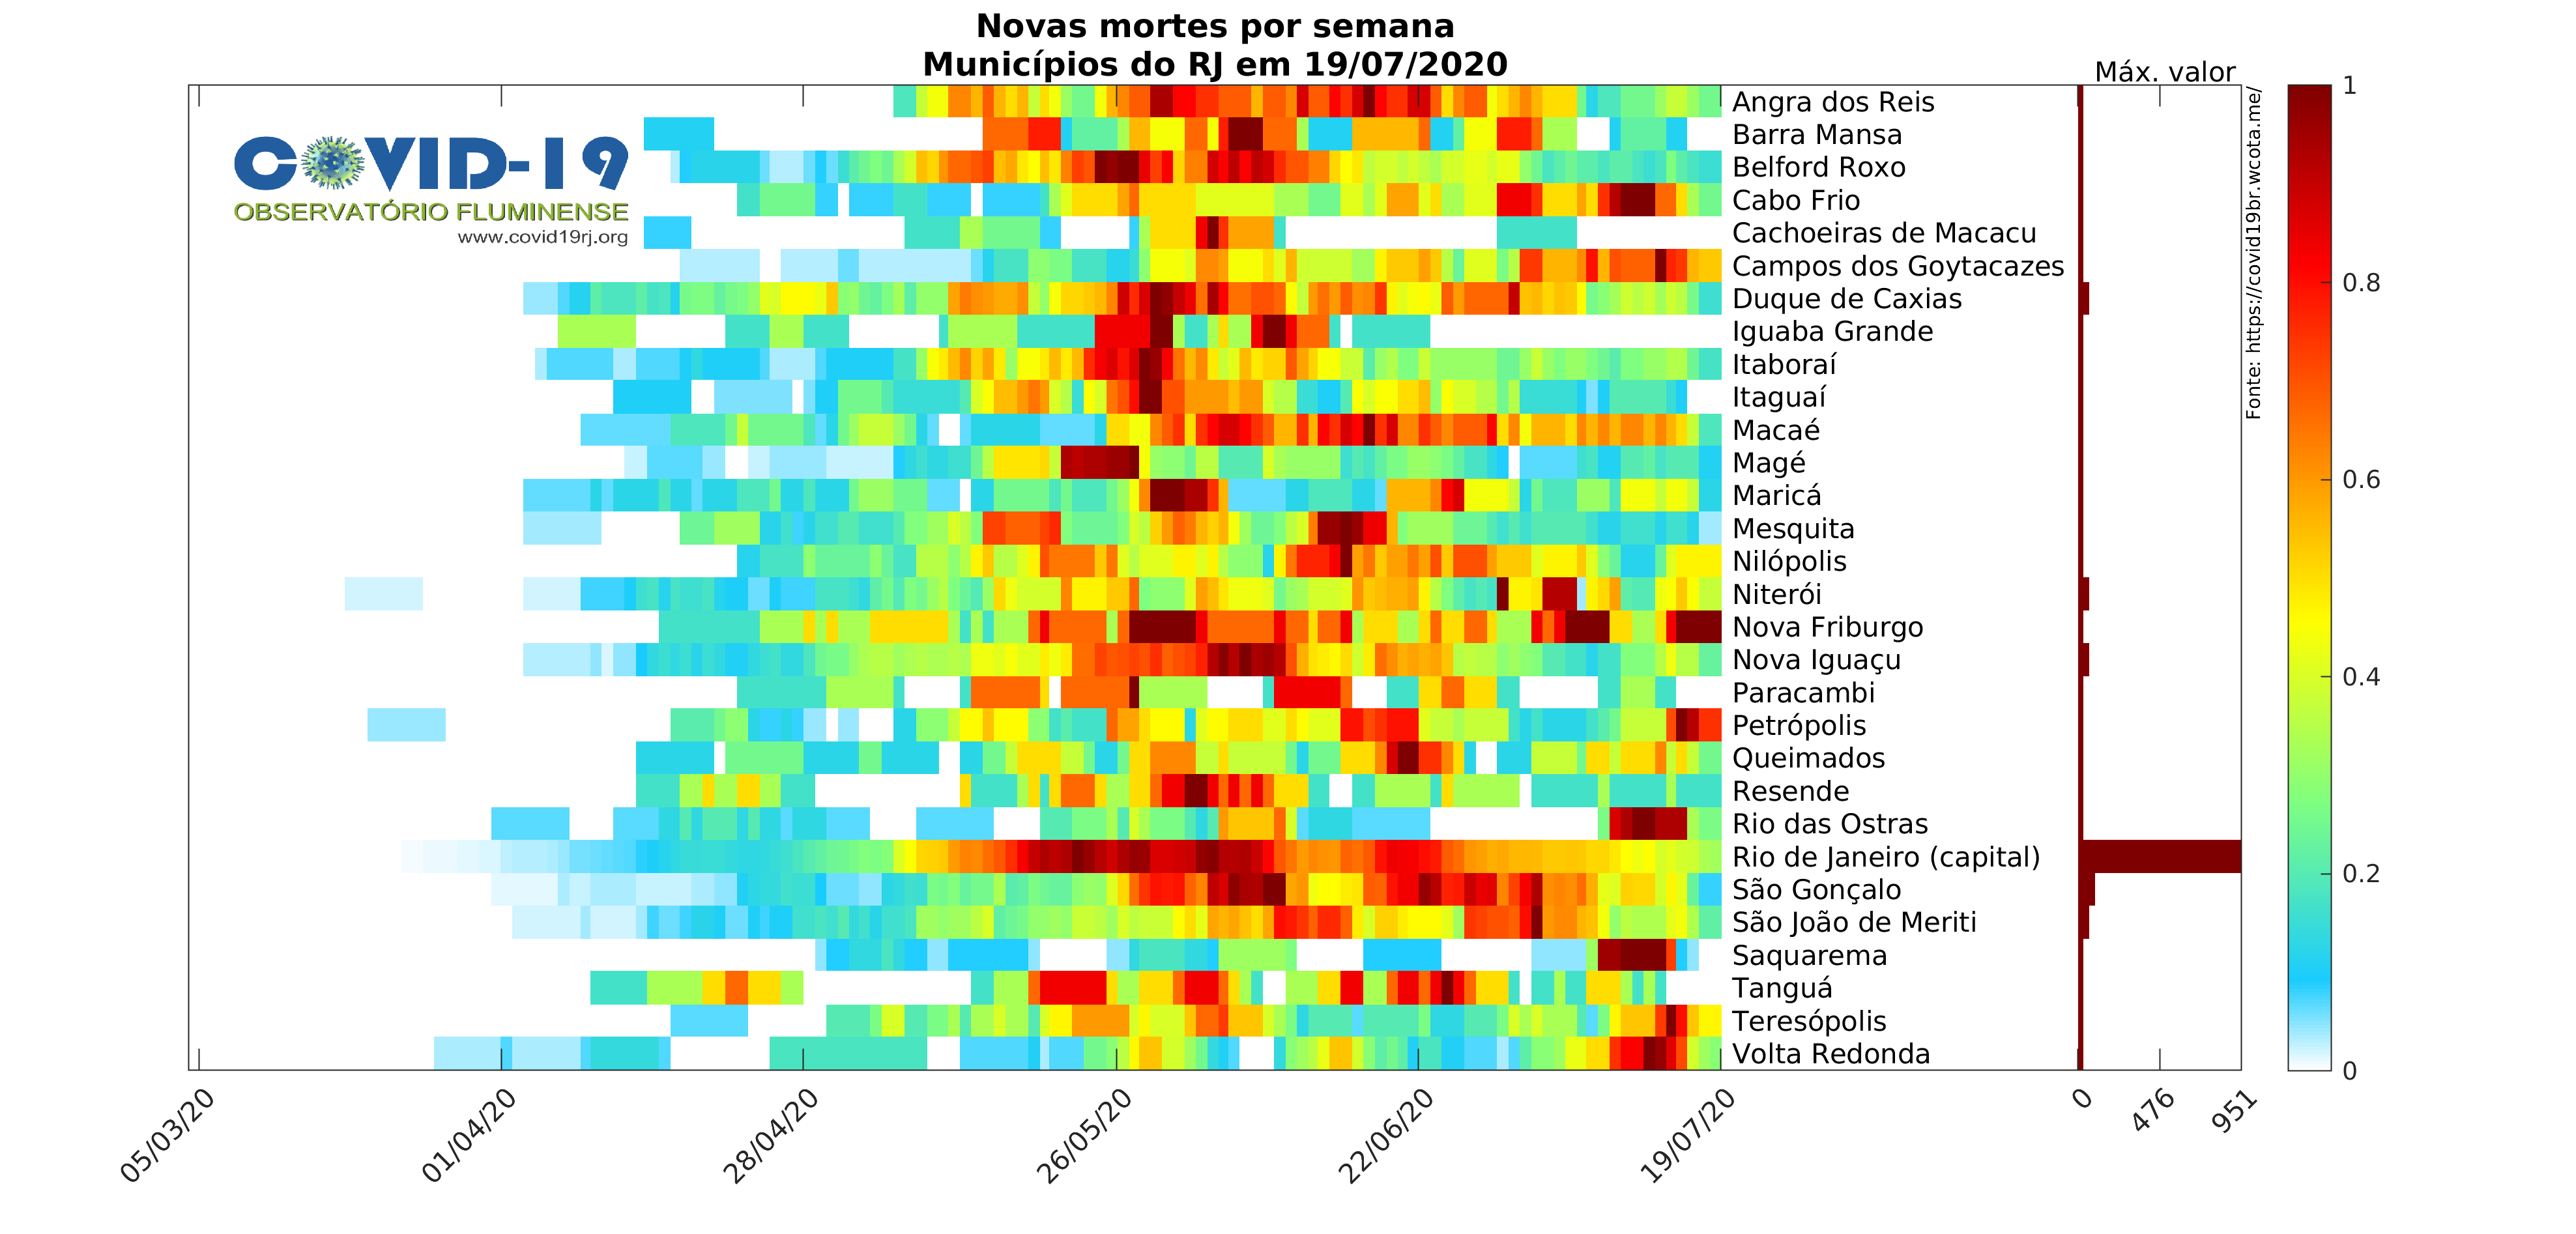 Novas mortes por semana
Municípios do RJ em 19/07/2020
Máx. valor
COVID-19
OBSERVATÓRIO FLUMINENSE
www.covid19rj.org
Angra dos Reis
Barra Mansa
Belford Roxo
Cabo Frio
Cachoeiras de Macacu
Campos dos Goytacazes
Duque de Caxias
Iguaba Grande
Itaboraí
Itaguaí
Macaé
Magé
Maricá
Mesquita
Nilópolis
Niterói
Nova Friburgo
Nova Iguaçu
Paracambi
Petrópolis
Queimados
Resende
Rio das Ostras
Rio de Janeiro (capital)
São Gonçalo
São João de Meriti
Saquarema
Tanguá
Teresópolis
Volta Redonda
Fonte: https://covid19br.wcota.me/
1
0.8
0.6
0.4
0.2
0
05/03/20
01/04/20
28/04/20
26/05/20
22/06/20
19/07/20
0
476
951